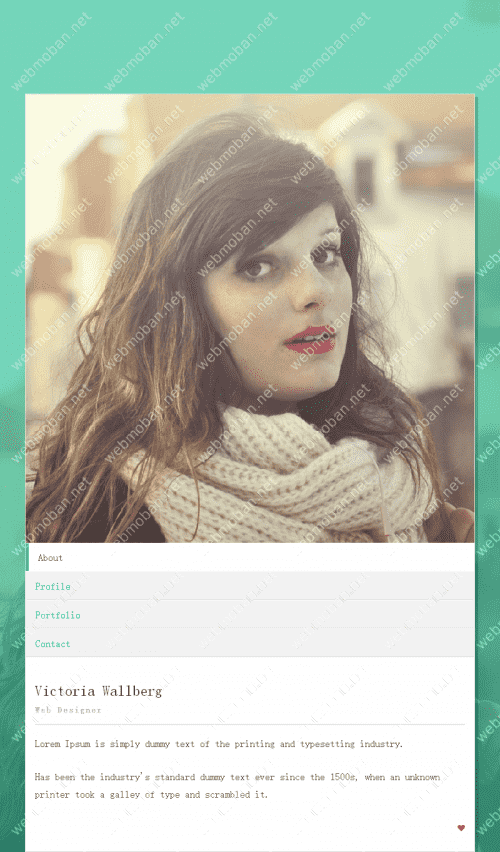 About
Profile
Portfolio
Contact
Victoria Wallberg
Web Designer
Lorem Ipsum is simply dummy text of the printing and typesetting industry.
Has been the industry's standard dummy text ever since the 1500s, when an unknown
printer took a galley of type and scrambled it.
webmoban.net